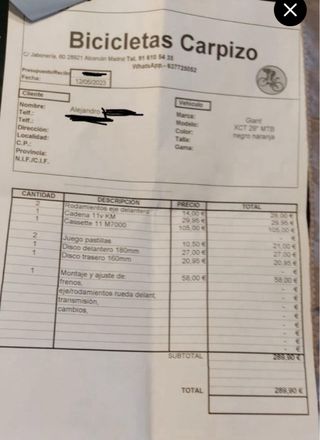 Bicicletas Carpizo
C/ Jabonería, 60 28921 Alcorcón Madrid Tel. 91 610 54 38
WhatsApp.- 627725052
Presupuesto/Recibo
Fecha: 12/05/2023
Cliente
Vehículo
Nombre: Alejandro
Telf.:
Telf.:
Dirección:
Localidad:
C.P.:
Provincia:
N.I.F./C.I.F.
Marca: Giant
Modelo: XCT 29" MTB
Color: negro naranja
Talla:
Gama:
CANTIDAD DESCRIPCIÓN PRECIO TOTAL
2 Rodamientos eje delantero 14,00 € 28,00 €
1 Cadena 11v KM 29,95 € 29,95 €
1 Cassette 11 M7000 105,00 € 105,00 €
- €
2 Juego pastillas 10,50 € 21,00 €
1 Disco delantero 180mm 27,00 € 27,00 €
1 Disco trasero 160mm 20,95 € 20,95 €
- €
1 Montaje y ajuste de 58,00 € 58,00 €
frenos, - €
eje/rodamientos rueda delant, - €
transmisión, - €
cambios, - €
- €
- €
SUBTOTAL 289,90 €
TOTAL 289,90 €